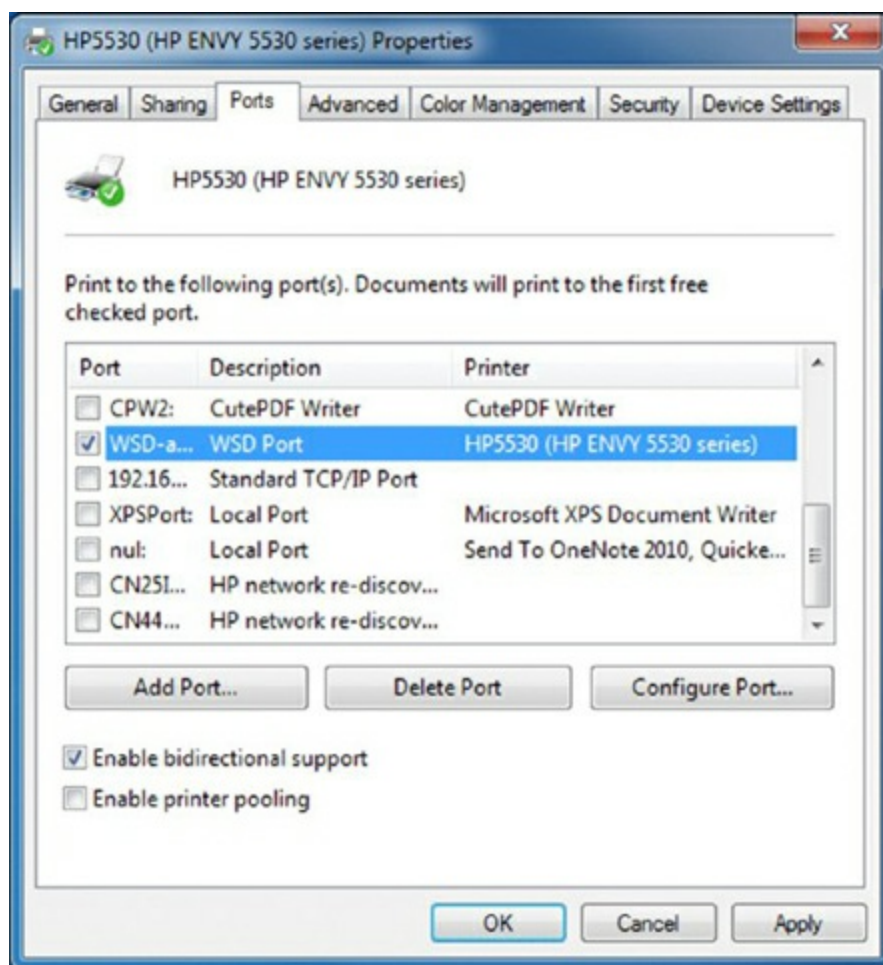 HP5530 (HP ENVY 5530 series) Properties
General Sharing Ports Advanced Color Management Security Device Settings
HP5530 (HP ENVY 5530 series)
Print to the following port(s). Documents will print to the first free
checked port.
Port Description Printer
CPW2: CutePDF Writer CutePDF Writer
WSD-a... WSD Port HP5530 (HP ENVY 5530 series)
192.16... Standard TCP/IP Port
XPSPort: Local Port Microsoft XPS Document Writer
nul: Local Port Send To OneNote 2010, Quicke...
CN25I... HP network re-discov...
CN44... HP network re-discov...
Add Port... Delete Port Configure Port...
Enable bidirectional support
Enable printer pooling
OK Cancel Apply